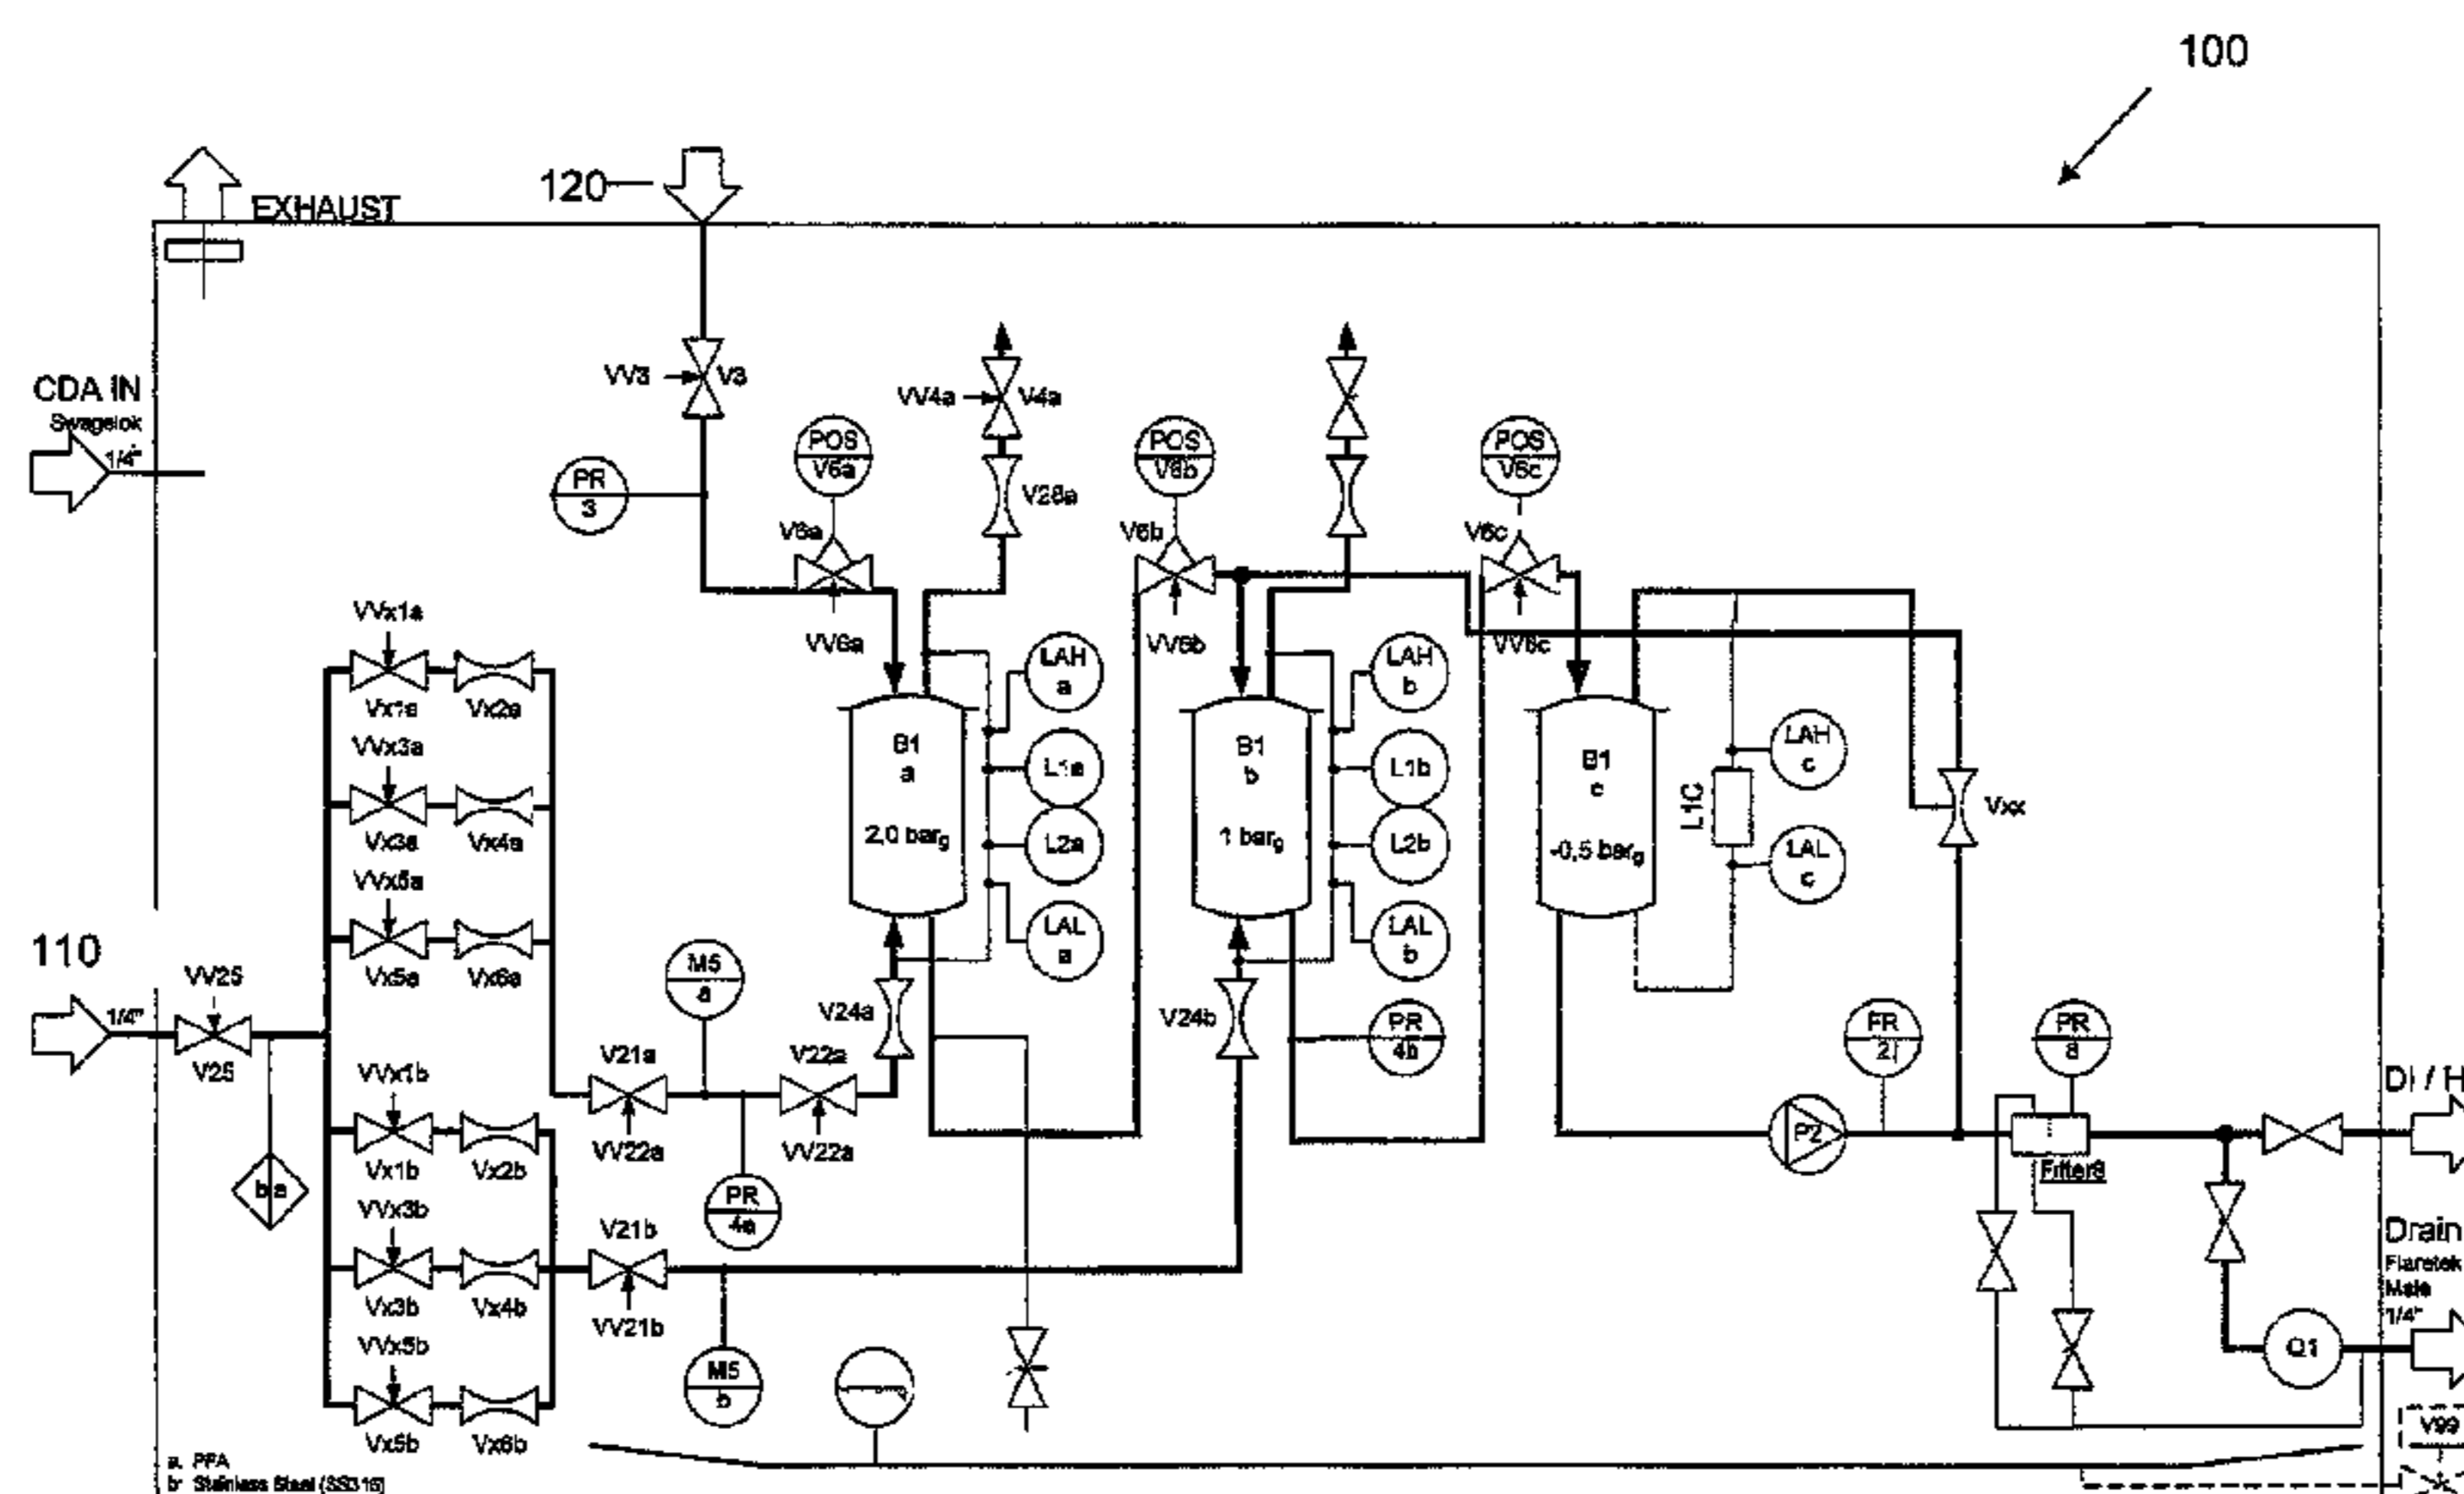 100
120
EXHAUST
CDA IN
Swagelok
1/4"
VV3
V3
VV4a
V4a
POS
V6a
POS
V6b
POS
V6c
PR
3
V28a
V6a
V6b
V6c
VV6a
VV6b
VV6c
VVx1a
Vx1a
Vx2a
VVx3a
Vx3a
Vx4a
VVx5a
Vx5a
Vx6a
B1
a
2,0 barg
LAH
a
L1a
L2a
LAL
a
B1
b
1 barg
LAH
b
L1b
L2b
LAL
b
B1
c
-0,5 barg
LAH
c
L1C
LAL
c
Vxx
110
1/4"
VV25
V25
M5
a
V24a
V24b
PR
4b
FR
PR
8
V21a
V22a
VV22a
VV22a
PR
4a
P2
Filter8
DI / H
b a
VVx1b
Vx1b
Vx2b
VVx3b
Vx3b
Vx4b
VVx5b
Vx5b
Vx6b
V21b
VV21b
M5
b
Q1
Drain
Flaretek
Male
1/4"
V99
a. PFA
b Stainless Steel (SS316)